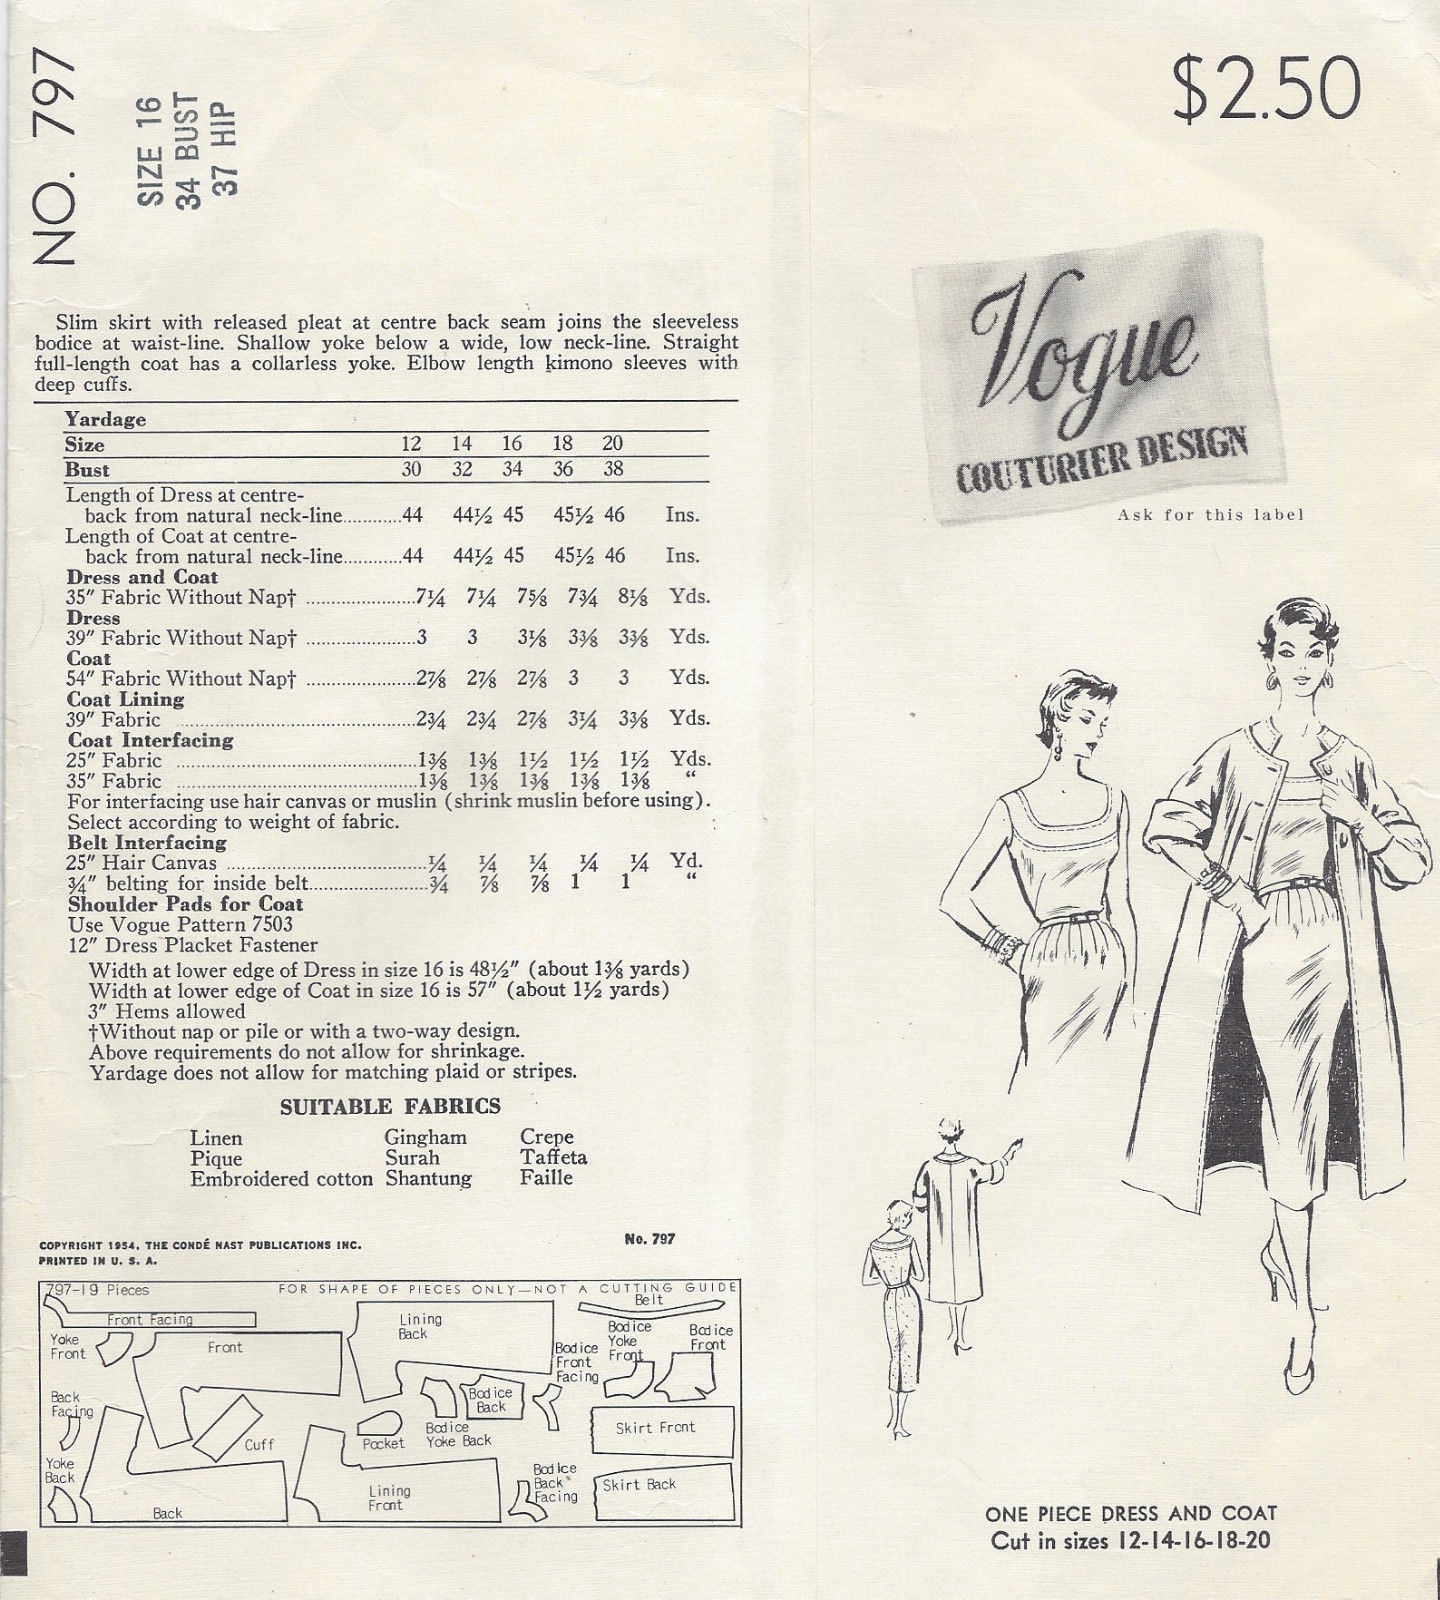 NO. 797
SIZE 16
34 BUST
37 HIP
Slim skirt with released pleat at centre back seam joins the sleeveless
bodice at waist-line. Shallow yoke below a wide, low neck-line. Straight
full-length coat has a collarless yoke. Elbow length kimono sleeves with
deep cuffs.
Yardage
Size 12 14 16 18 20
Bust 30 32 34 36 38
Length of Dress at centre-
back from natural neck-line............44 44½ 45 45½ 46 Ins.
Length of Coat at centre-
back from natural neck-line............44 44½ 45 45½ 46 Ins.
Dress and Coat
35″ Fabric Without Nap† ......................7¼ 7¼ 7⅝ 7¾ 8⅛ Yds.
Dress
39″ Fabric Without Nap† ......................3 3 3⅛ 3⅜ 3⅜ Yds.
Coat
54″ Fabric Without Nap† ......................2⅞ 2⅞ 2⅞ 3 3 Yds.
Coat Lining
39″ Fabric ................................................2¾ 2¾ 2⅞ 3¼ 3⅜ Yds.
Coat Interfacing
25″ Fabric ................................................1⅜ 1⅜ 1½ 1½ 1½ Yds.
35″ Fabric ................................................1⅜ 1⅜ 1⅜ 1⅜ 1⅜ “
For interfacing use hair canvas or muslin (shrink muslin before using).
Select according to weight of fabric.
Belt Interfacing
25″ Hair Canvas ........................................¼ ¼ ¼ ¼ ¼ Yd.
¾″ belting for inside belt........................¾ ⅞ ⅞ 1 1 “
Shoulder Pads for Coat
Use Vogue Pattern 7503
12″ Dress Placket Fastener
Width at lower edge of Dress in size 16 is 48½″ (about 1⅜ yards)
Width at lower edge of Coat in size 16 is 57″ (about 1½ yards)
3″ Hems allowed
†Without nap or pile or with a two-way design.
Above requirements do not allow for shrinkage.
Yardage does not allow for matching plaid or stripes.
SUITABLE FABRICS
Linen Gingham Crepe
Pique Surah Taffeta
Embroidered cotton Shantung Faille
COPYRIGHT 1954, THE CONDÉ NAST PUBLICATIONS INC.
PRINTED IN U. S. A.
No. 797
797-19 Pieces
FOR SHAPE OF PIECES ONLY—NOT A CUTTING GUIDE
Front Facing
Yoke
Front
Front
Lining
Back
Belt
Bodice
Yoke
Front
Bodice
Front
Bodice
Front
Facing
Back
Facing
Cuff
Pocket
Bodice
Back
Bodice
Yoke Back
Skirt Front
Yoke
Back
Back
Lining
Front
Bodice
Back
Facing
Skirt Back
$2.50
Vogue
COUTURIER DESIGN
Ask for this label
ONE PIECE DRESS AND COAT
Cut in sizes 12-14-16-18-20